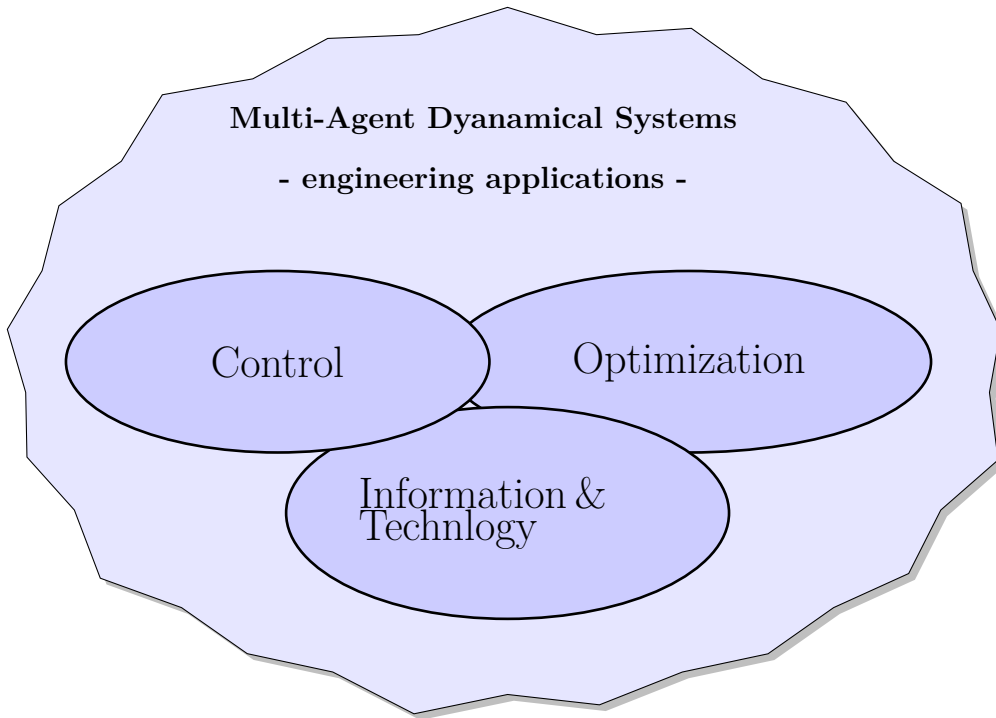 Multi-Agent Dyanamical Systems
- engineering applications -
Control
Optimization
Information &
Technlogy